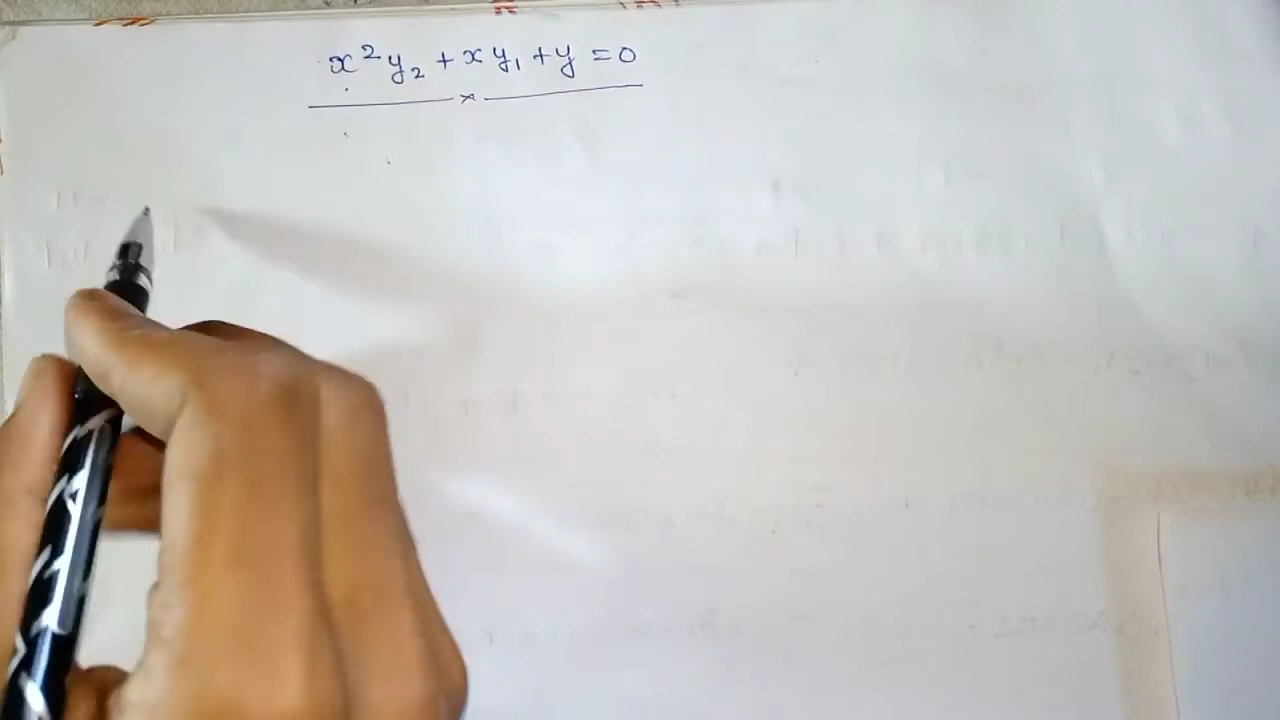 x²y₂ + xy₁ + y = 0